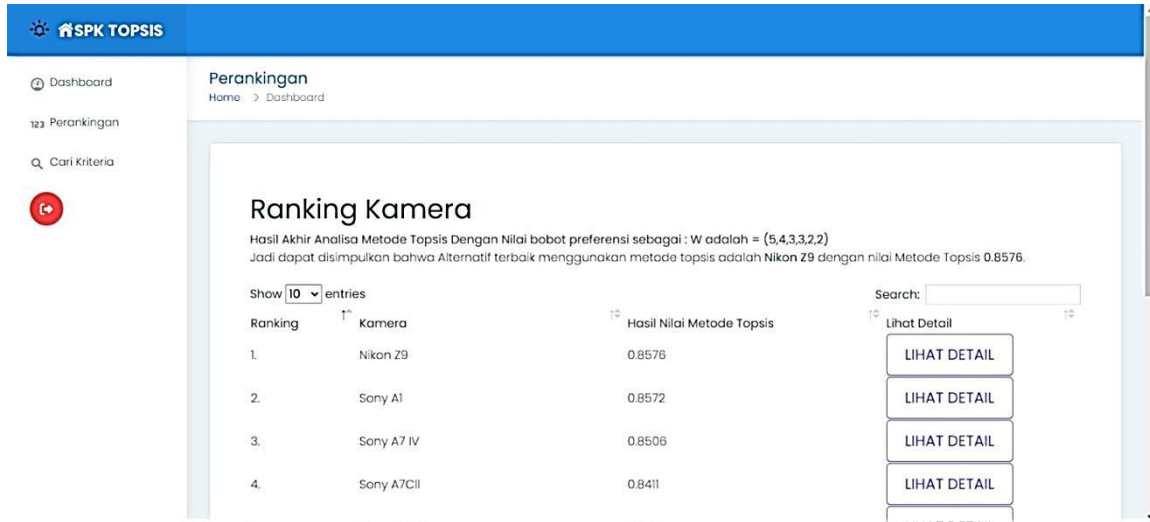 SPK TOPSIS
Dashboard
123 Perankingan
Cari Kriteria
Perankingan
Home > Dashboard
Ranking Kamera
Hasil Akhir Analisa Metode Topsis Dengan Nilai bobot preferensi sebagai : W adalah = (5,4,3,3,2,2)
Jadi dapat disimpulkan bahwa Alternatif terbaik menggunakan metode topsis adalah Nikon Z9 dengan nilai Metode Topsis 0.8576.
Show 10 entries Search:
Ranking Kamera Hasil Nilai Metode Topsis Lihat Detail
1. Nikon Z9 0.8576 LIHAT DETAIL
2. Sony A1 0.8572 LIHAT DETAIL
3. Sony A7 IV 0.8506 LIHAT DETAIL
4. Sony A7CII 0.8411 LIHAT DETAIL